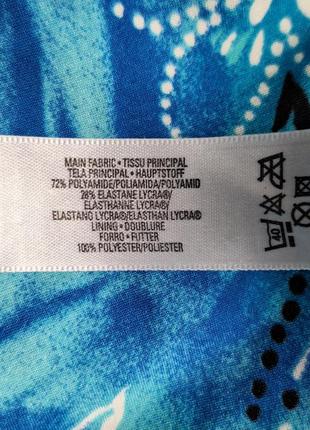 MAIN FABRIC • TISSU PRINCIPAL
TELA PRINCIPAL • HAUPTSTOFF
72% POLYAMIDE/POLIAMIDA/POLYAMID
28% ELASTANE LYCRA®/
ELASTHANNE LYCRA®/
ELASTANO LYCRA®/ELASTHAN LYCRA®
LINING • DOUBLURE
FORRO • FUTTER
100% POLYESTER/POLIESTER
40